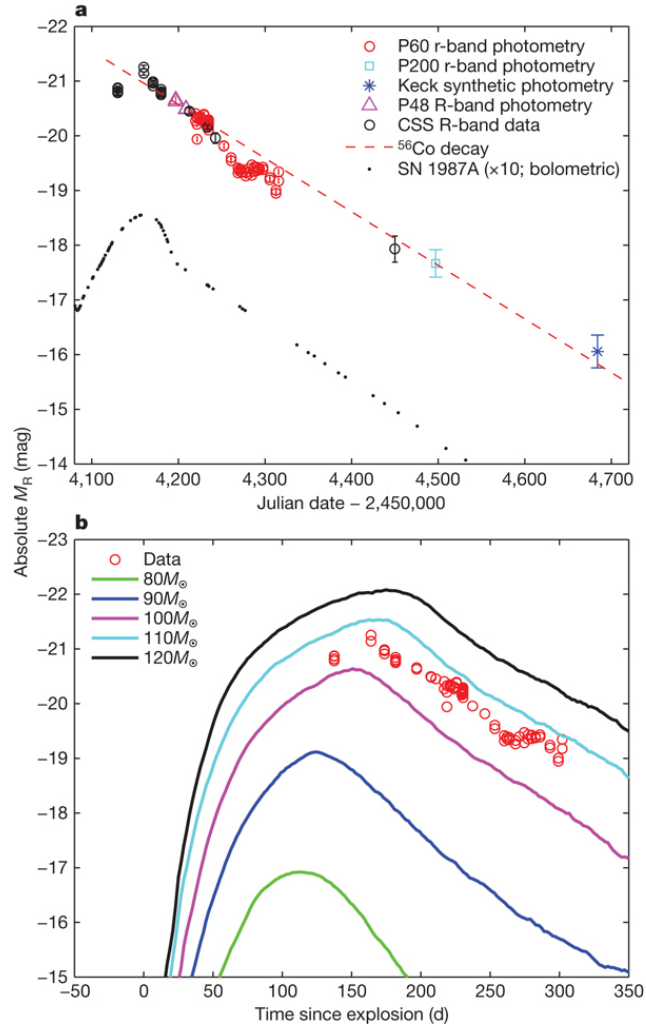 a
−22
−21
−20
−19
−18
−17
−16
−15
−14
P60 r-band photometry
P200 r-band photometry
Keck synthetic photometry
P48 R-band photometry
CSS R-band data
⁵⁶Co decay
SN 1987A (×10; bolometric)
4,100 4,200 4,300 4,400 4,500 4,600 4,700
Julian date − 2,450,000
Absolute M_R (mag)
b
−23
−22
−21
−20
−19
−18
−17
−16
−15
Data
80M☉
90M☉
100M☉
110M☉
120M☉
−50 0 50 100 150 200 250 300 350
Time since explosion (d)